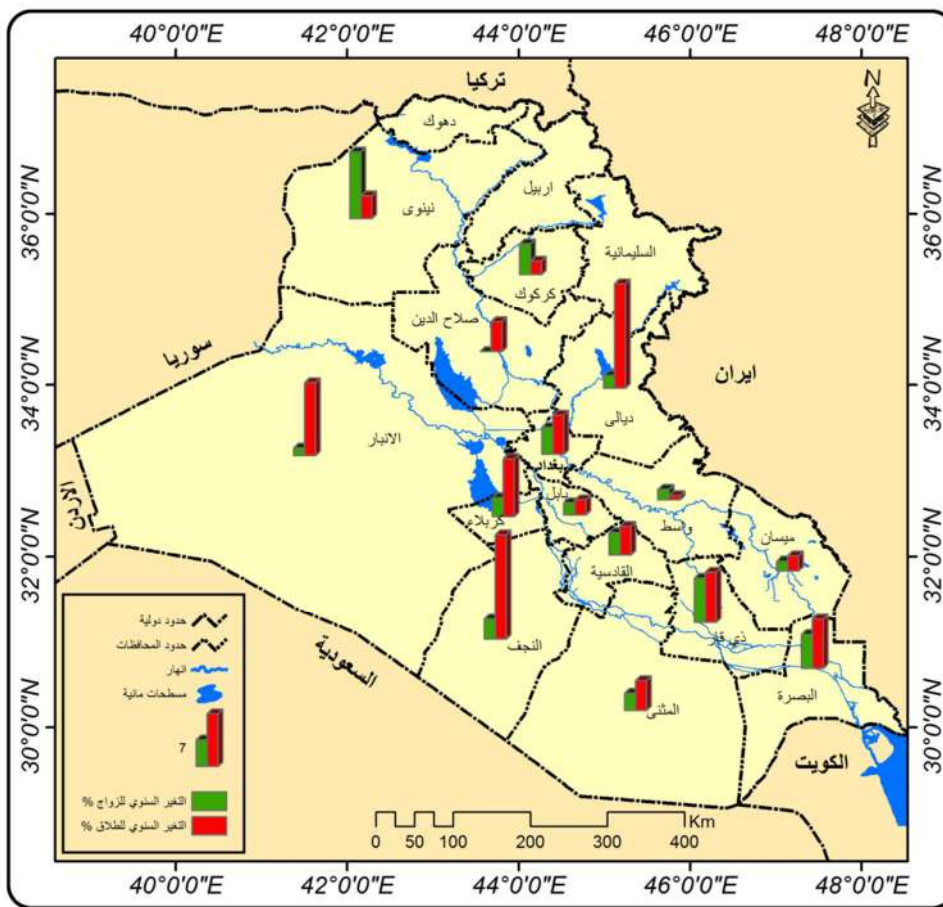 40°0'0"E 42°0'0"E 44°0'0"E 46°0'0"E 48°0'0"E
36°0'0"N
34°0'0"N
32°0'0"N
30°0'0"N
36°0'0"N
34°0'0"N
32°0'0"N
30°0'0"N
N
تركيا
دهوك
اربيل
نينوى
السليمانية
كركوك
صلاح الدين
سوريا
ايران
ديالى
الانبار
بغداد
بابل
كربلاء
واسط
ميسان
الاردن
القادسية
النجف
ذي قار
السعودية
البصرة
المثنى
الكويت
حدود دولية
حدود المحافظات
انهار
مسطحات مائية
7
التغير السنوي للزواج %
التغير السنوي للطلاق %
Km
0 50 100 200 300 400
40°0'0"E 42°0'0"E 44°0'0"E 46°0'0"E 48°0'0"E